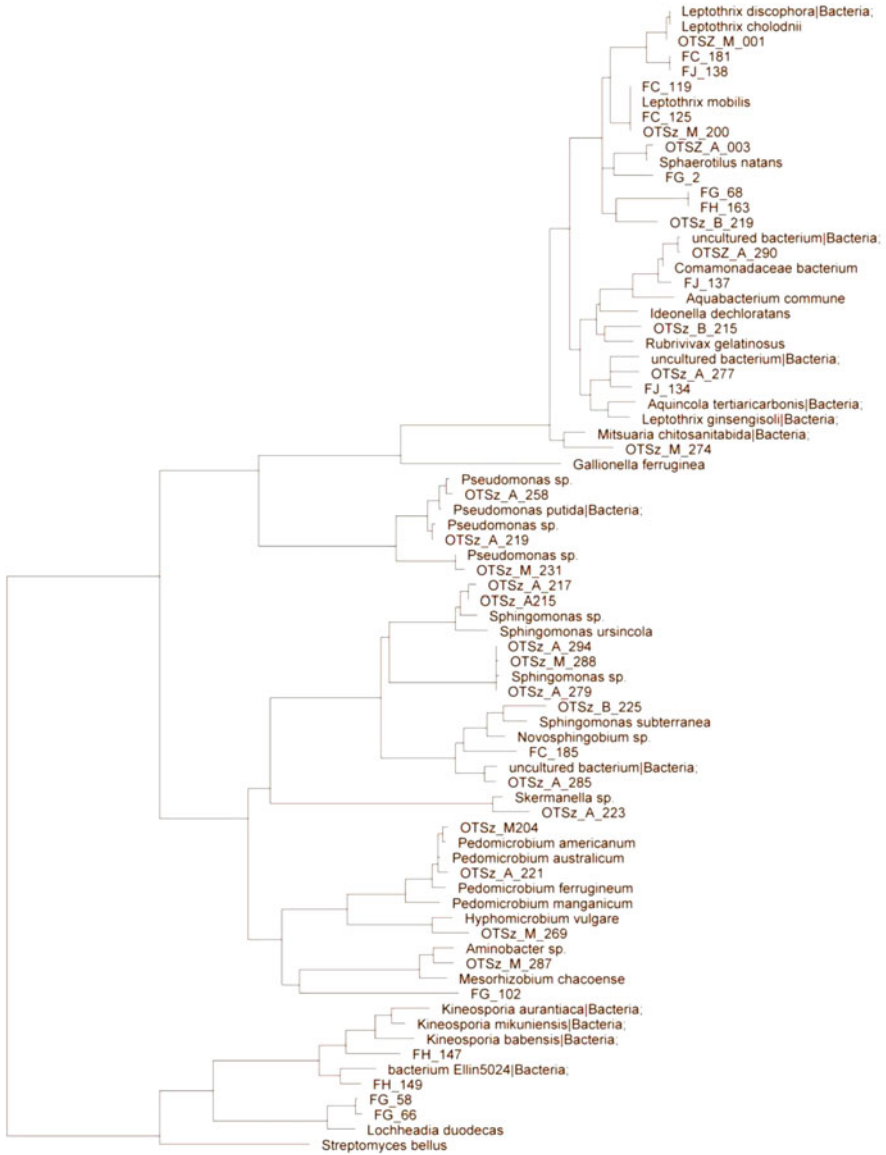 Leptothrix discophora|Bacteria;
Leptothrix cholodnii
OTSZ_M_001
FC_181
FJ_138
FC_119
Leptothrix mobilis
FC_125
OTSz_M_200
OTSZ_A_003
Sphaerotilus natans
FG_2
FG_68
FH_163
OTSz_B_219
uncultured bacterium|Bacteria;
OTSZ_A_290
Comamonadaceae bacterium
FJ_137
Aquabacterium commune
Ideonella dechloratans
OTSz_B_215
Rubrivivax gelatinosus
uncultured bacterium|Bacteria;
OTSz_A_277
FJ_134
Aquincola tertiaricarbonis|Bacteria;
Leptothrix ginsengisoli|Bacteria;
Mitsuaria chitosanitabida|Bacteria;
OTSz_M_274
Gallionella ferruginea
Pseudomonas sp.
OTSz_A_258
Pseudomonas putida|Bacteria;
Pseudomonas sp.
OTSz_A_219
Pseudomonas sp.
OTSz_M_231
OTSz_A_217
OTSz_A215
Sphingomonas sp.
Sphingomonas ursincola
OTSz_A_294
OTSz_M_288
Sphingomonas sp.
OTSz_A_279
OTSz_B_225
Sphingomonas subterranea
Novosphingobium sp.
FC_185
uncultured bacterium|Bacteria;
OTSz_A_285
Skermanella sp.
OTSz_A_223
OTSz_M204
Pedomicrobium americanum
Pedomicrobium australicum
OTSz_A_221
Pedomicrobium ferrugineum
Pedomicrobium manganicum
Hyphomicrobium vulgare
OTSz_M_269
Aminobacter sp.
OTSz_M_287
Mesorhizobium chacoense
FG_102
Kineosporia aurantiaca|Bacteria;
Kineosporia mikuniensis|Bacteria;
Kineosporia babensis|Bacteria;
FH_147
bacterium Ellin5024|Bacteria;
FH_149
FG_58
FG_66
Lochheadia duodecas
Streptomyces bellus